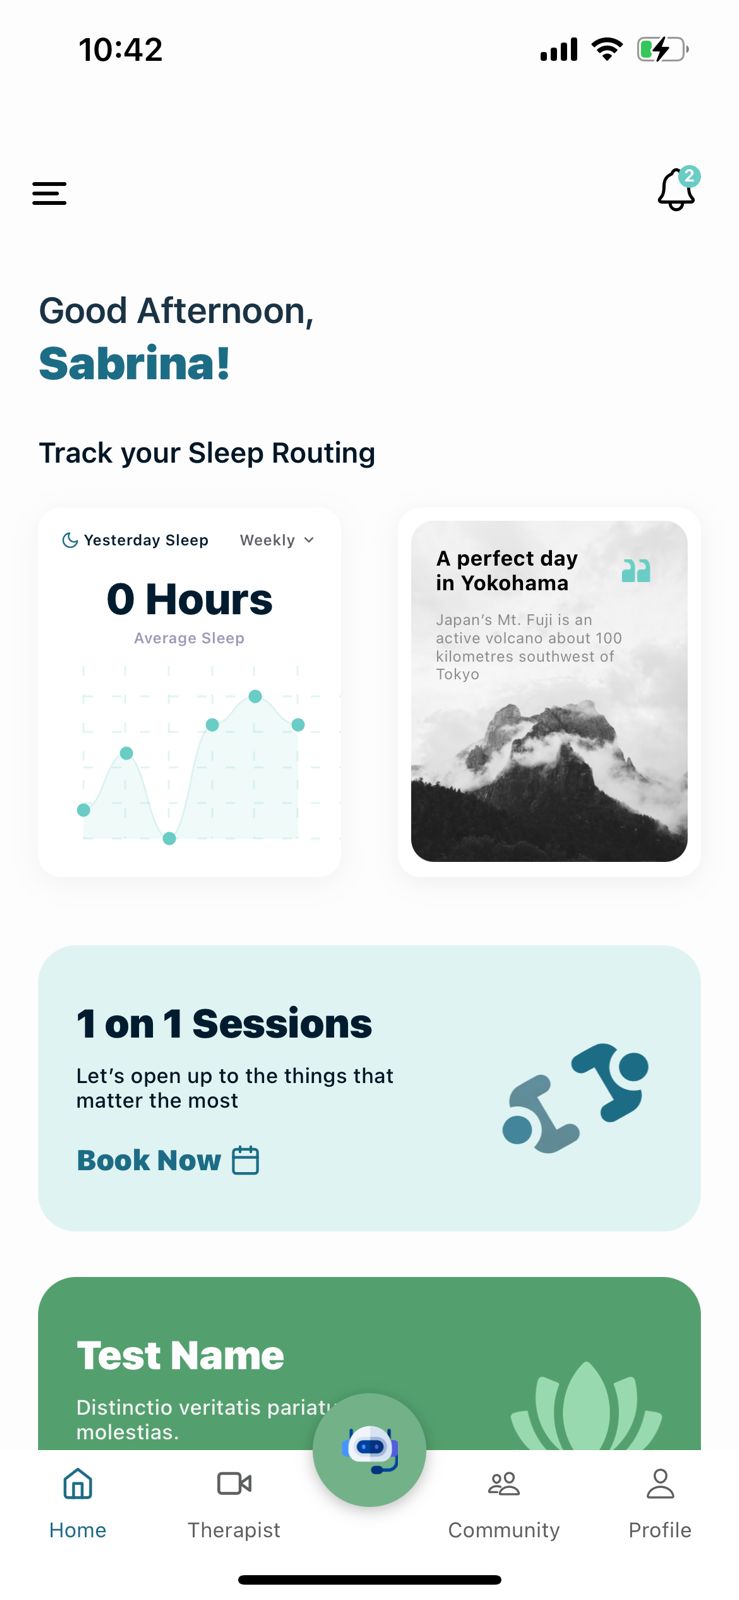 10:42
2
Good Afternoon,
Sabrina!
Track your Sleep Routing
Yesterday Sleep
Weekly
0 Hours
Average Sleep
A perfect day
in Yokohama
Japan's Mt. Fuji is an
active volcano about 100
kilometres southwest of
Tokyo
1 on 1 Sessions
Let's open up to the things that
matter the most
Book Now
Test Name
Distinctio veritatis
molestias.
Home
Therapist
Community
Profile